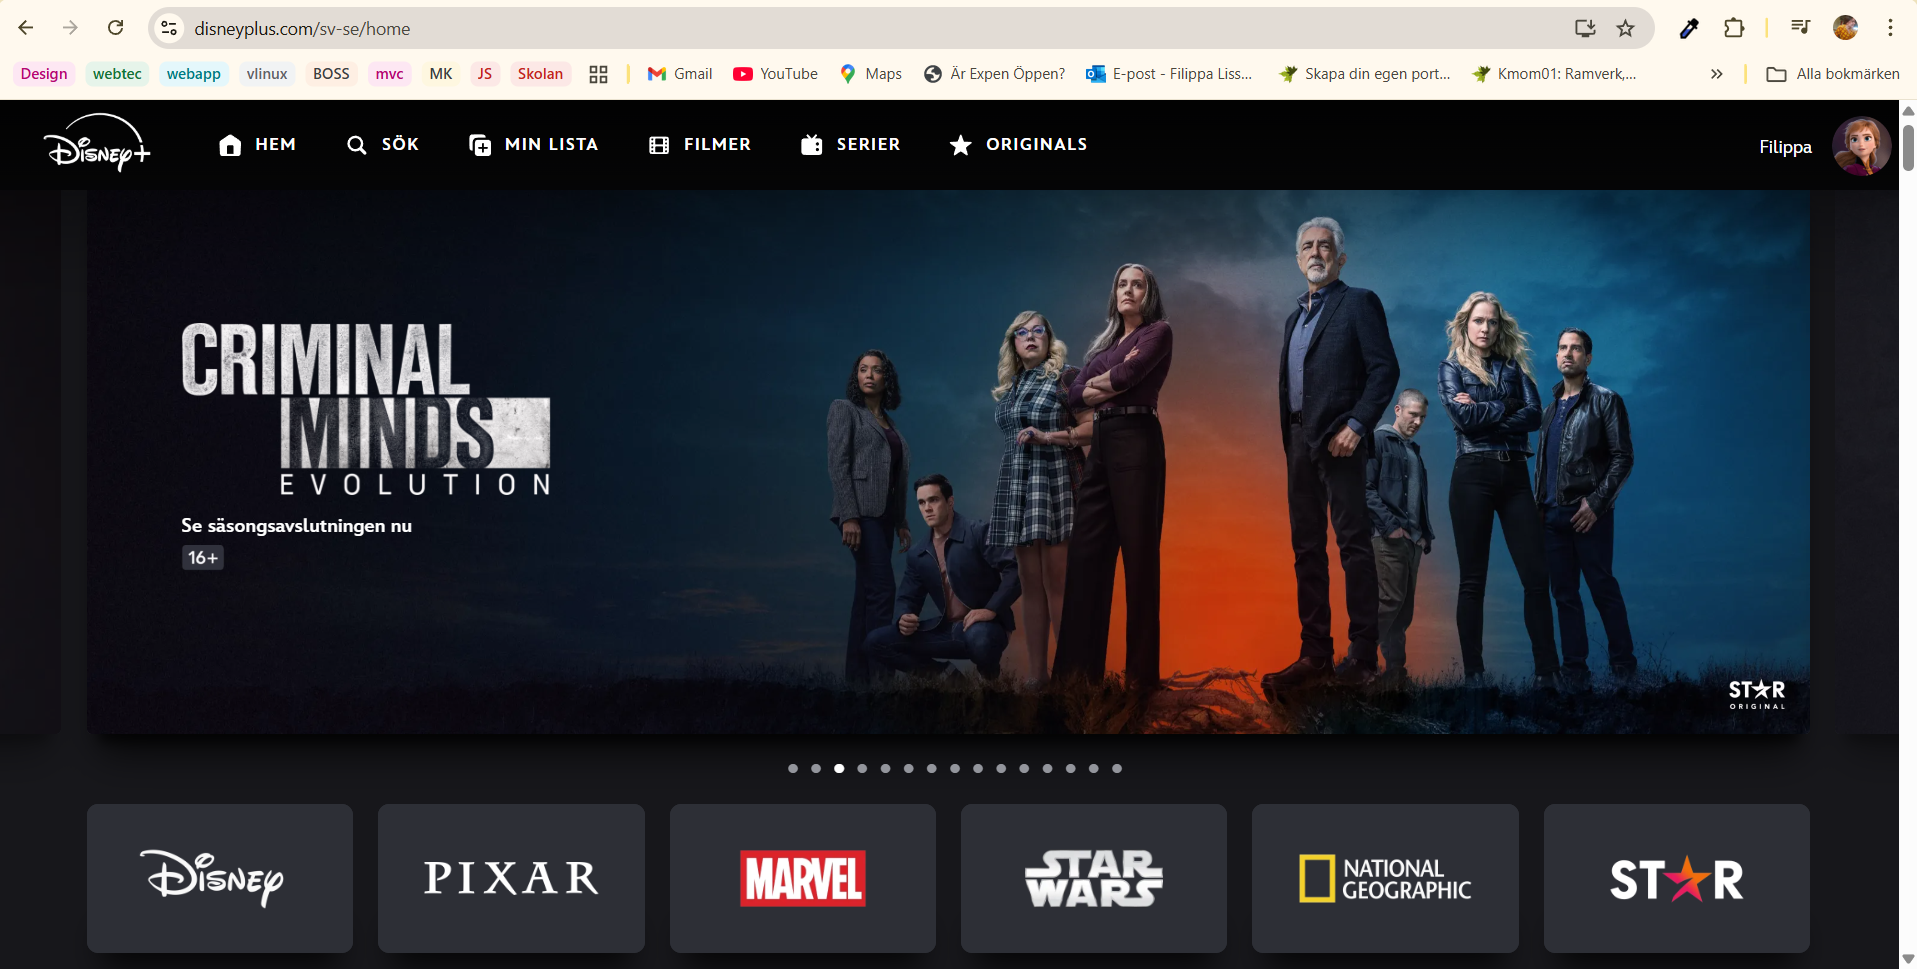 disneyplus.com/sv-se/home
Design webtec webapp vlinux BOSS mvc MK JS Skolan Gmail YouTube Maps Är Expen Öppen? E-post - Filippa Liss... Skapa din egen port... Kmom01: Ramverk,... » Alla bokmärken
Disney+ HEM SÖK MIN LISTA FILMER SERIER ORIGINALS Filippa
CRIMINAL
MINDS
EVOLUTION
Se säsongsavslutningen nu
16+
STAR
ORIGINAL
Disney PIXAR MARVEL STAR WARS NATIONAL GEOGRAPHIC STAR